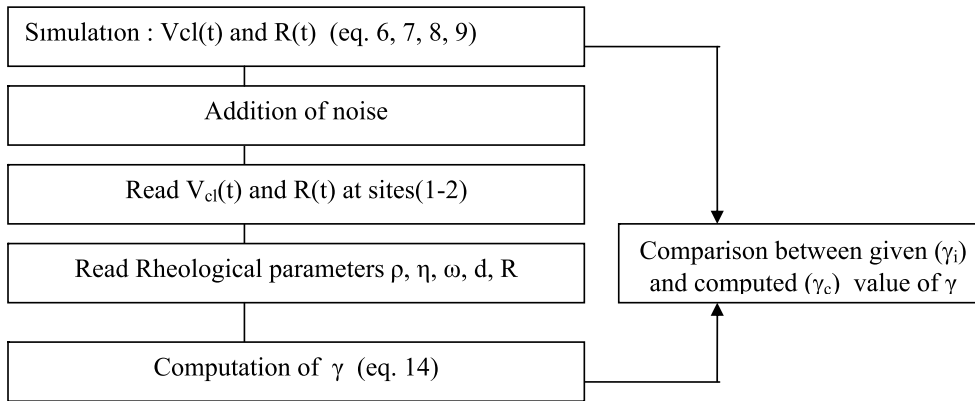 Simulation : Vcl(t) and R(t) (eq. 6, 7, 8, 9)
Addition of noise
Read Vcl(t) and R(t) at sites(1-2)
Read Rheological parameters ρ, η, ω, d, R
Computation of γ (eq. 14)
Comparison between given (γi)
and computed (γc) value of γ